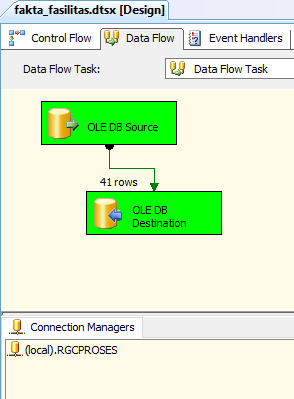 fakta_fasilitas.dtsx [Design]
Control Flow Data Flow Event Handlers
Data Flow Task: Data Flow Task
OLE DB Source
41 rows
OLE DB
Destination
Connection Managers
(local).RGCPROSES